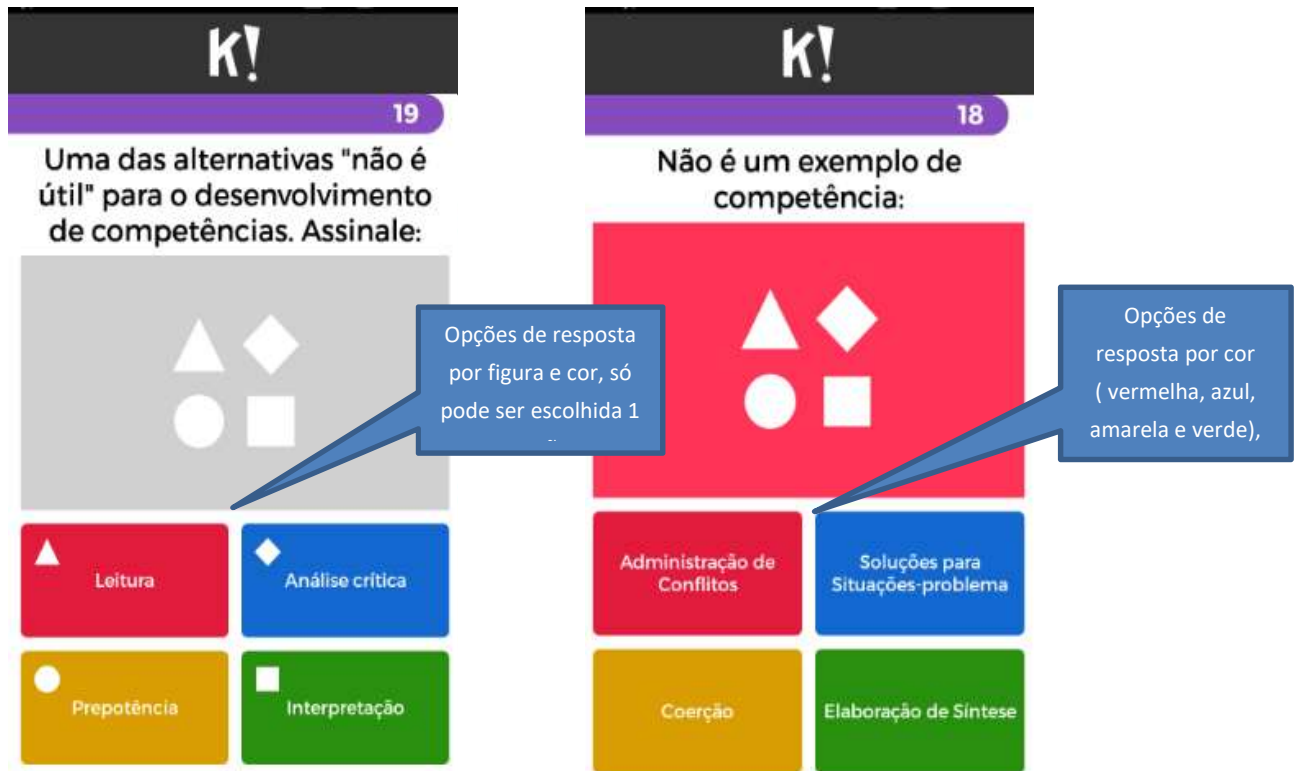 K!
19
Uma das alternativas "não é
útil" para o desenvolvimento
de competências. Assinale:
Opções de resposta
por figura e cor, só
pode ser escolhida 1
Leitura
Análise crítica
Prepotência
Interpretação
K!
18
Não é um exemplo de
competência:
Opções de
resposta por cor
( vermelha, azul,
amarela e verde),
Administração de
Conflitos
Soluções para
Situações-problema
Coerção
Elaboração de Síntese